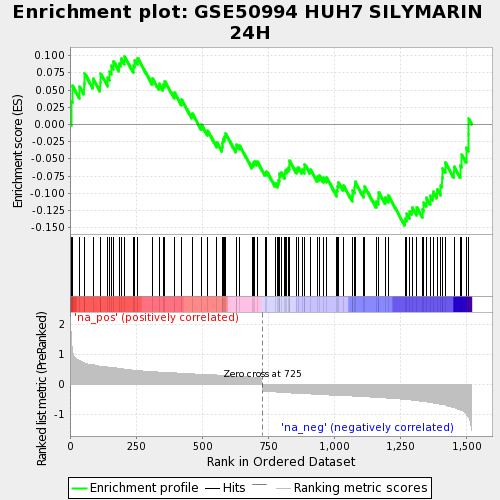 Enrichment plot: GSE50994 HUH7 SILYMARIN
24H
Enrichment score (ES)
0.100
0.075
0.050
0.025
0.000
-0.025
-0.050
-0.075
-0.100
-0.125
-0.150
'na_pos' (positively correlated)
Ranked list metric (PreRanked)
2
1
0
-1
Zero cross at 725
'na_neg' (negatively correlated)
0
250
500
750
1,000
1,250
1,500
Rank in Ordered Dataset
Enrichment profile
Hits
Ranking metric scores